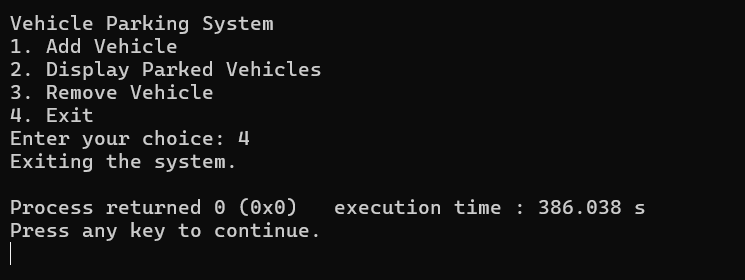 Vehicle Parking System
1. Add Vehicle
2. Display Parked Vehicles
3. Remove Vehicle
4. Exit
Enter your choice: 4
Exiting the system.

Process returned 0 (0x0)   execution time : 386.038 s
Press any key to continue.